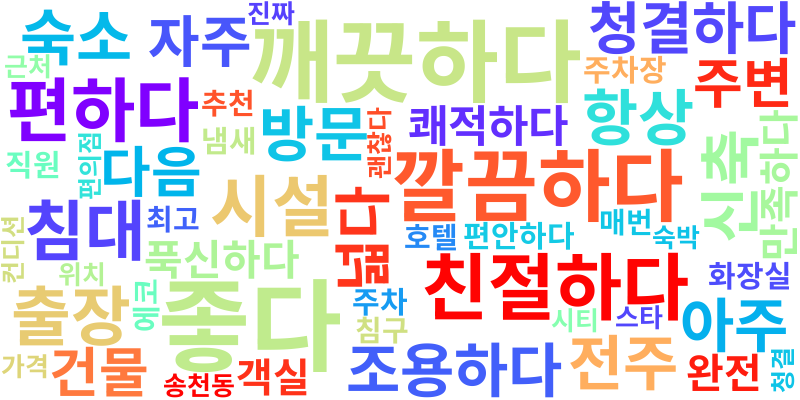 진짜
숙소
자주
깨끗하다
청결하다
근처
주차장
주변
편하다
추천
방문
쾌적하다
항상
냄새
괜찮다
직원
편의점
다음
시설
넓다
깔끔하다
신축
만족하다
침대
최고
호텔
편안하다
매번
숙박
컨디션
위치
푹신하다
친절하다
화장실
출장
에코
좋다
주차
침구
시티
스타
아주
가격
건물
송천동
객실
조용하다
전주
완전
청결